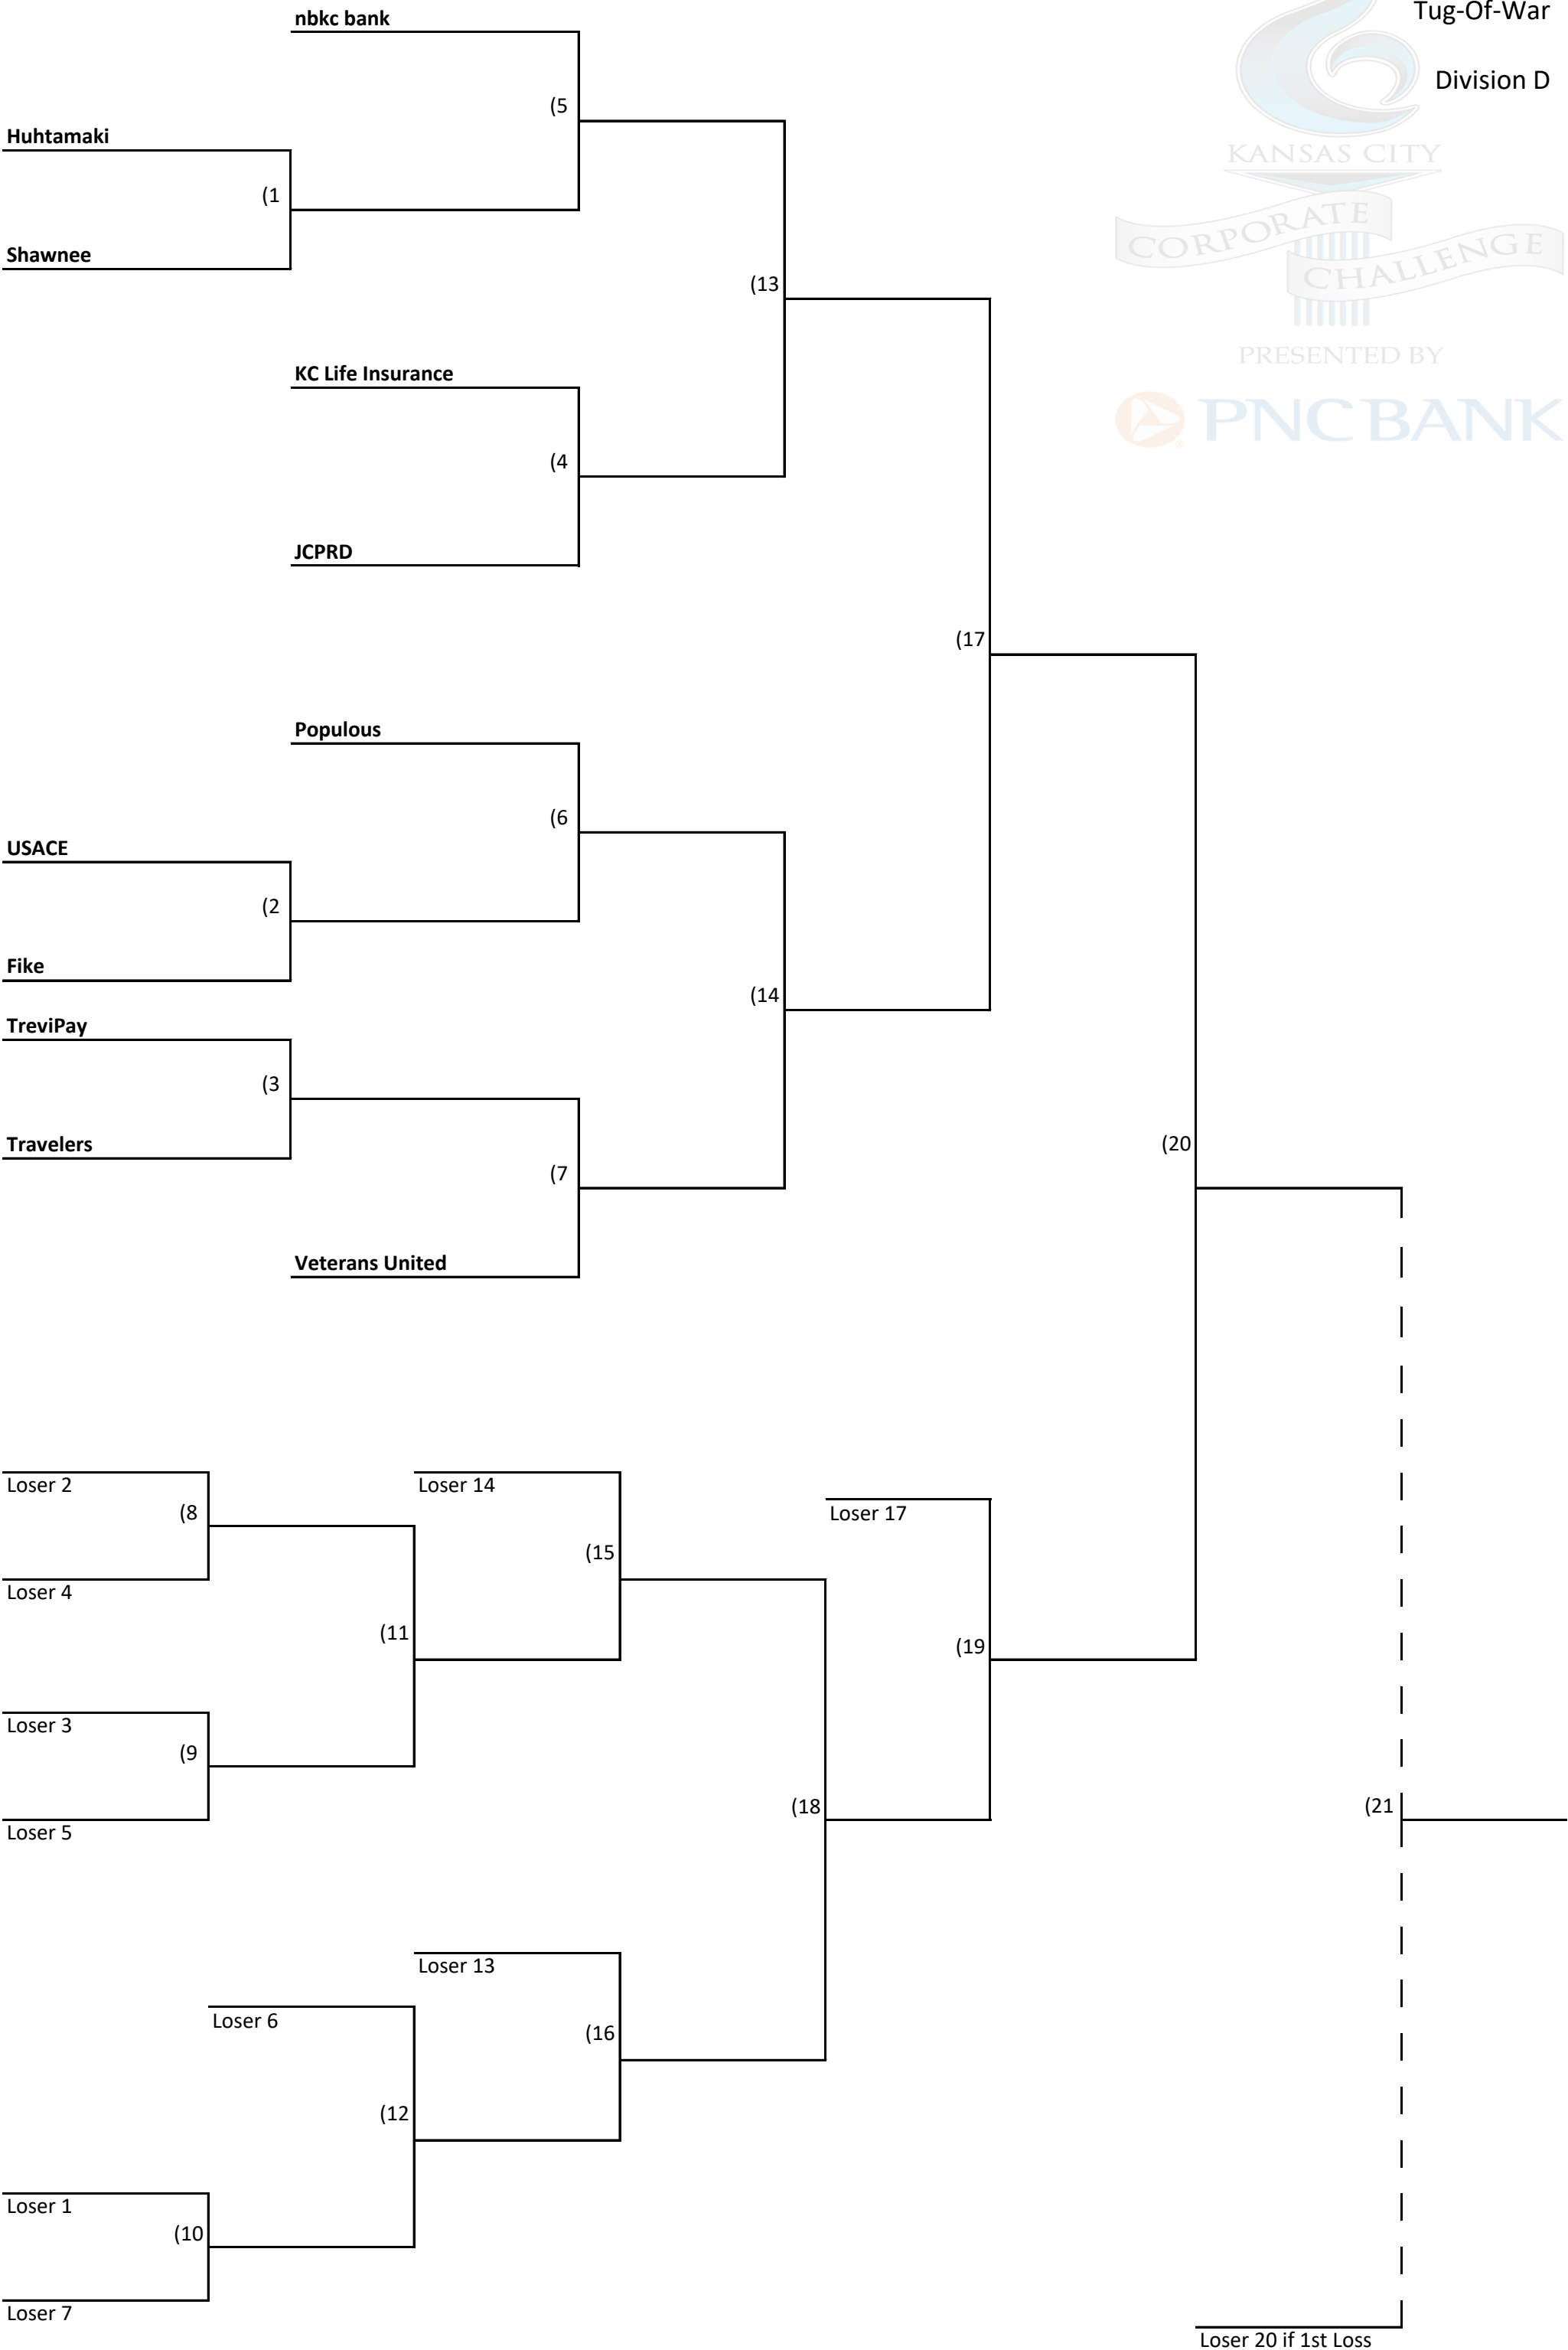 Tug-Of-War
Division D
KANSAS CITY
CORPORATE
CHALLENGE
PRESENTED BY
PNC BANK
nbkc bank
(5
Huhtamaki
(1
Shawnee
(13
KC Life Insurance
(4
JCPRD
(17
Populous
(6
USACE
(2
Fike
(14
TreviPay
(3
Travelers
(20
(7
Veterans United
Loser 2
Loser 14
(8
Loser 17
(15
Loser 4
(11
(19
Loser 3
(9
(18
(21
Loser 5
Loser 13
Loser 6
(16
(12
Loser 1
(10
Loser 7
Loser 20 if 1st Loss